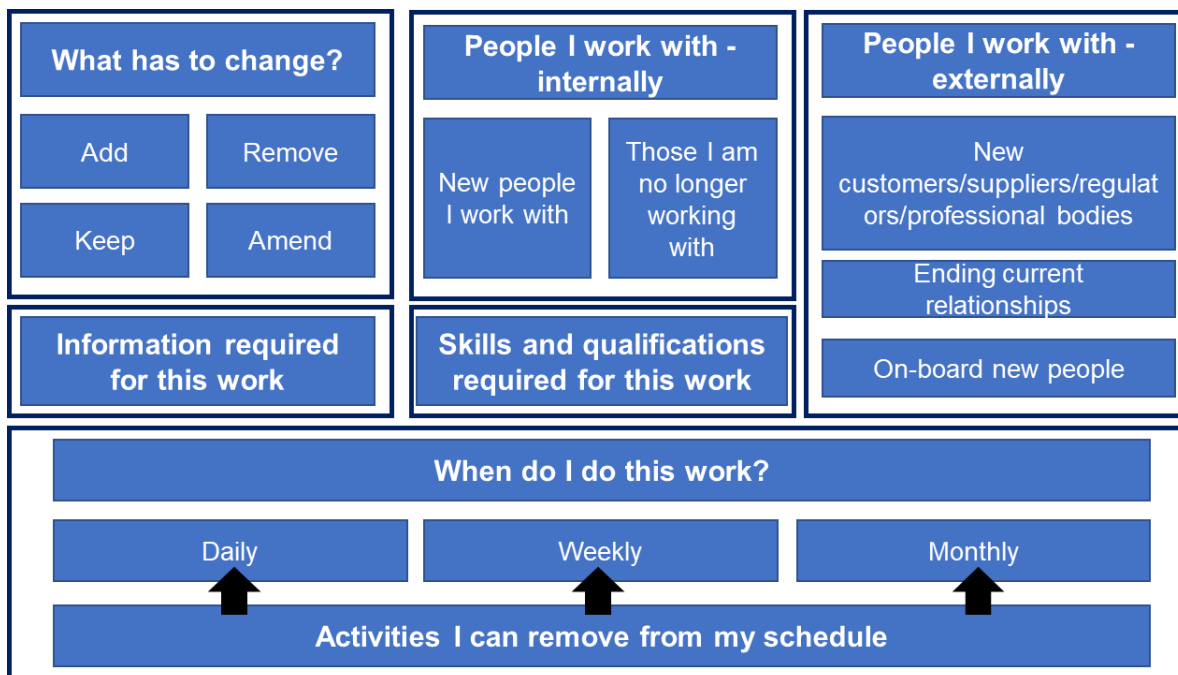 What has to change?
Add
Remove
Keep
Amend
People I work with -
internally
New people
I work with
Those I am
no longer
working
with
People I work with -
externally
New
customers/suppliers/regulat
ors/professional bodies
Ending current
relationships
On-board new people
Information required
for this work
Skills and qualifications
required for this work
When do I do this work?
Daily
Weekly
Monthly
Activities I can remove from my schedule